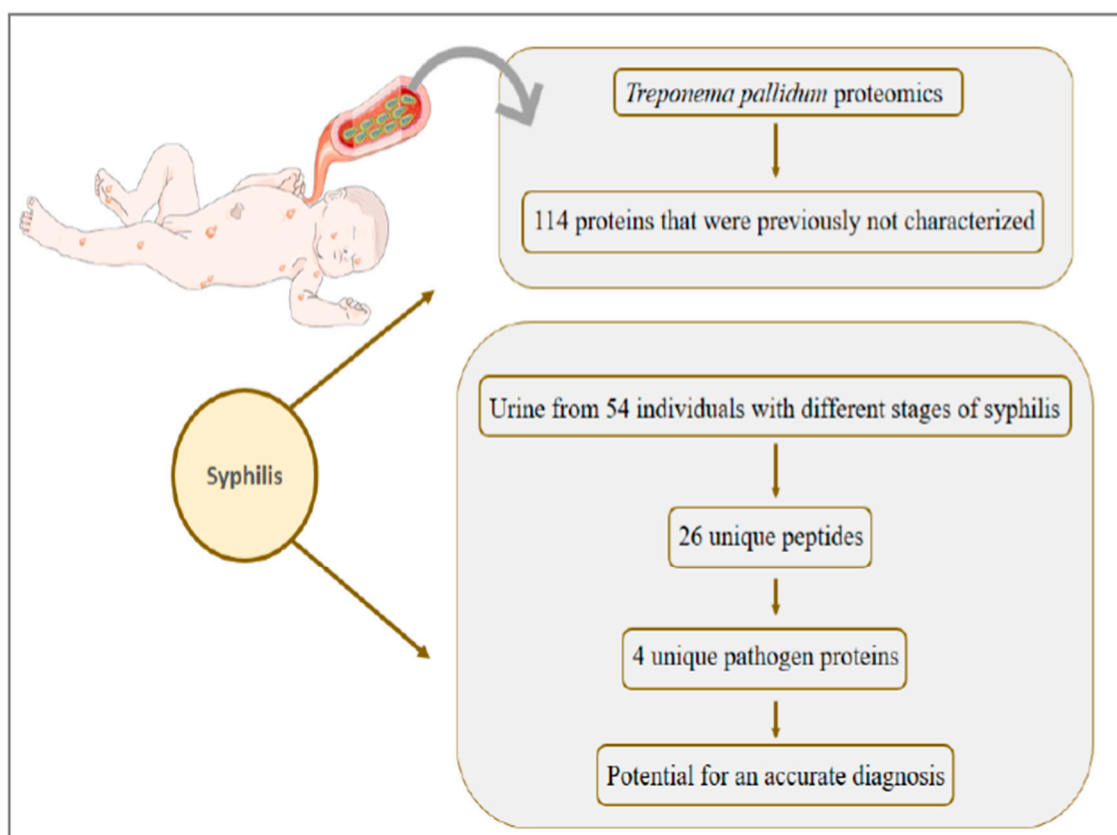 Treponema pallidum proteomics
114 proteins that were previously not characterized
Urine from 54 individuals with different stages of syphilis
Syphilis
26 unique peptides
4 unique pathogen proteins
Potential for an accurate diagnosis